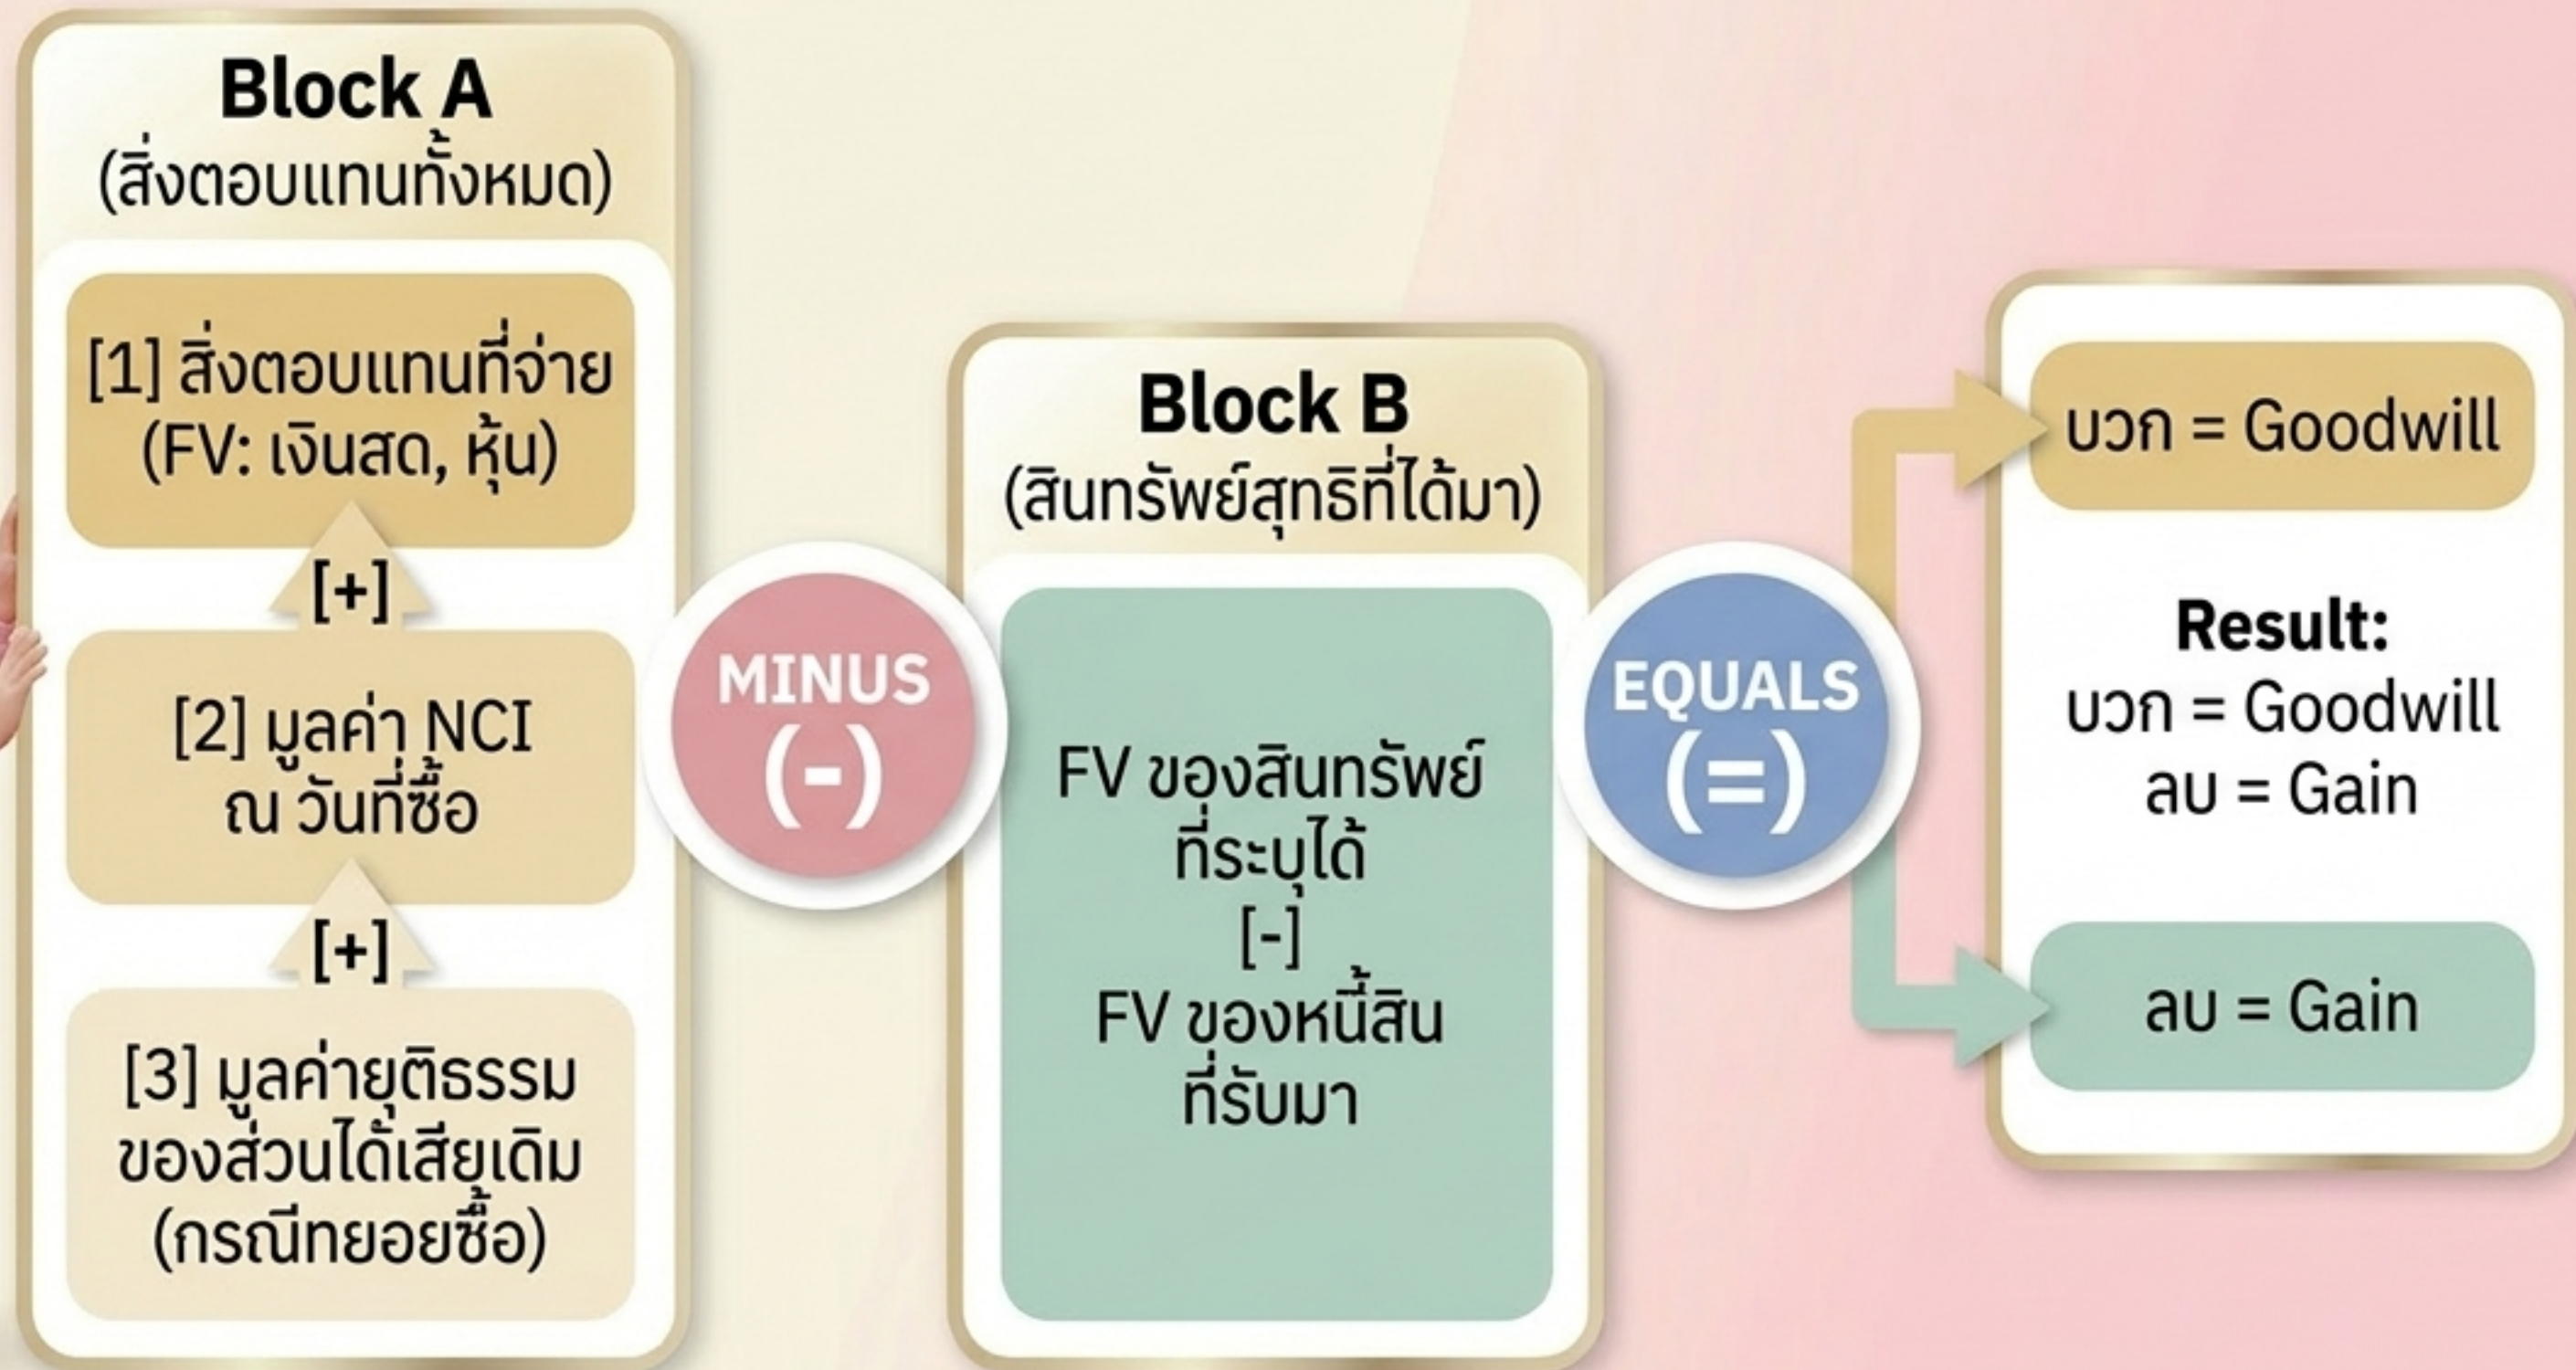 Block A
(สิ่งตอบแทนทั้งหมด)
[1] สิ่งตอบแทนที่จ่าย
(FV: เงินสด, หุ้น)
[+]
[2] มูลค่า NCI
ณ วันที่ซื้อ
[+]
[3] มูลค่ายุติธรรม
ของส่วนได้เสียเดิม
(กรณีทยอยซื้อ)
MINUS
(-)
Block B
(สินทรัพย์สุทธิที่ได้มา)
FV ของสินทรัพย์
ที่ระบุได้
[-]
FV ของหนี้สิน
ที่รับมา
EQUALS
(=)
บวก = Goodwill
Result:
บวก = Goodwill
ลบ = Gain
ลบ = Gain